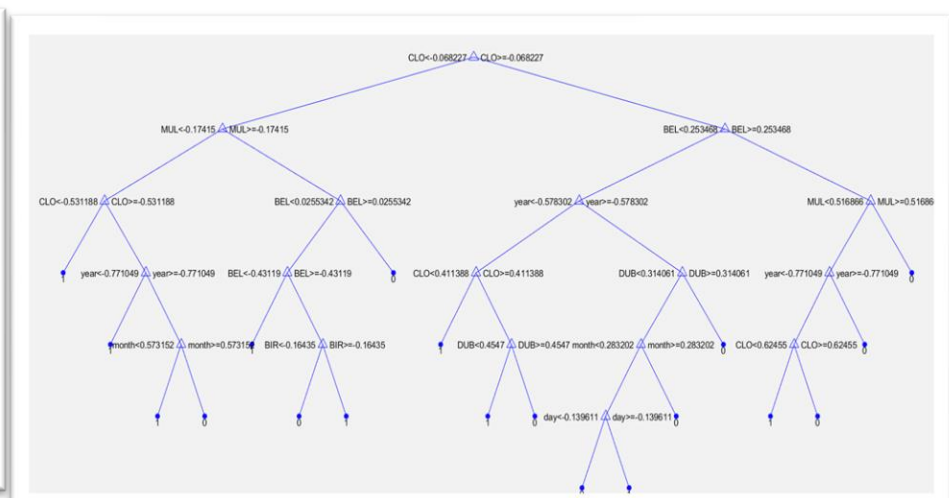 CLO<-0.068227 CLO>=-0.068227
MUL<-0.17415 MUL>=-0.17415 BEL<0.253468 BEL>=0.253468
CLO<-0.531188 CLO>=-0.531188 BEL<0.0255342 BEL>=0.0255342 year<-0.578302 year>=-0.578302 MUL<0.516866 MUL>=0.51686
1 year<-0.771049 year>=-0.771049 BEL<-0.43119 BEL>=-0.43119 0 CLO<0.411388 CLO>=0.411388 DUB<0.314061 DUB>=0.314061 year<-0.771049 year>=-0.771049 0
1 month<0.573152 month>=0.573152 1 BIR<-0.16435 BIR>=-0.16435 1 DUB<0.4547 DUB>=0.4547 month<0.283202 month>=0.283202 0 CLO<0.62455 CLO>=0.62455 0
1 0 0 1 1 0 day<-0.139611 day>=-0.139611 0 1 0